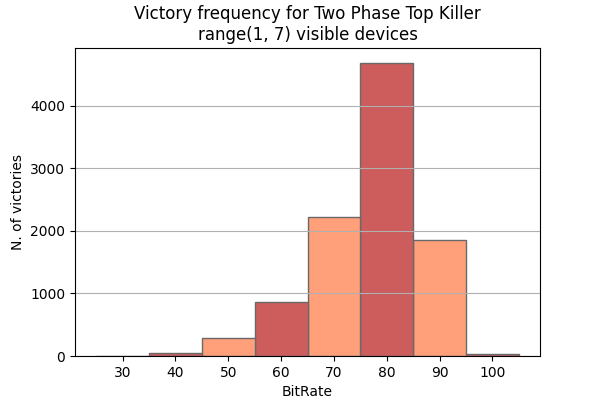 Victory frequency for Two Phase Top Killer
range(1, 7) visible devices
N. of victories
4000
3000
2000
1000
0
30 40 50 60 70 80 90 100
BitRate